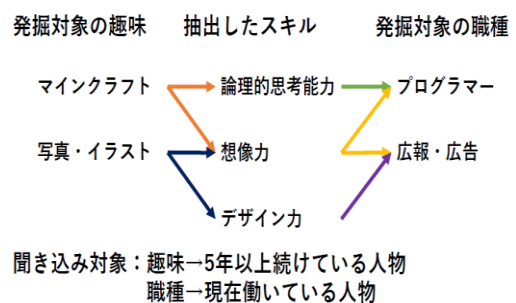 発掘対象の趣味 抽出したスキル 発掘対象の職種
マインクラフト 論理的思考能力 プログラマー
写真・イラスト 想像力 広報・広告
デザイン力
聞き込み対象：趣味→5年以上続けている人物
職種→現在働いている人物